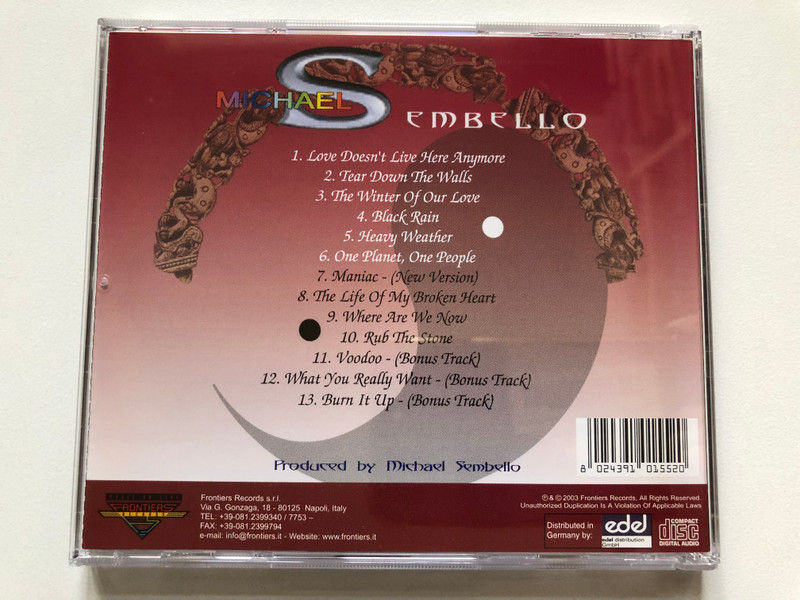 MICHAEL SEMBELLO
1. Love Doesn't Live Here Anymore
2. Tear Down The Walls
3. The Winter Of Our Love
4. Black Rain
5. Heavy Weather
6. One Planet, One People
7. Maniac - (New Version)
8. The Life Of My Broken Heart
9. Where Are We Now
10. Rub The Stone
11. Voodoo - (Bonus Track)
12. What You Really Want - (Bonus Track)
13. Burn It Up - (Bonus Track)
Produced by Michael Sembello
8 024391 015520
FRONTIERS
Frontiers Records s.r.l.
Via G. Gonzaga, 18 - 80125 Napoli, Italy
TEL: +39-081.2399340 / 7753 –
FAX: +39-081.2399794
e-mail: info@frontiers.it - Website: www.frontiers.it
℗ & © 2003 Frontiers Records, All Rights Reserved.
Unauthorized Duplication Is A Violation Of Applicable Laws
Distributed in
Germany by:
edel
edel distribution
GmbH
COMPACT
disc
DIGITAL AUDIO